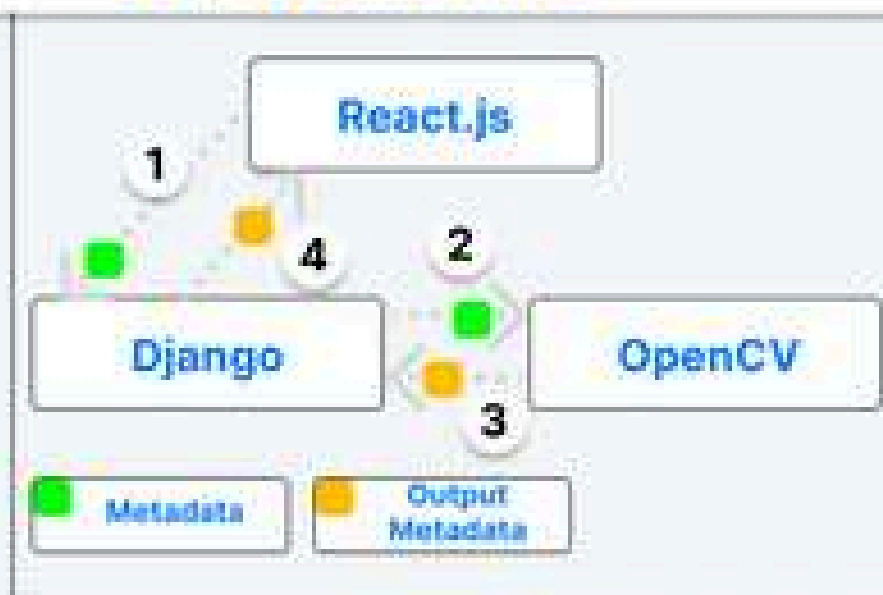 React.js
1
4
2
Django
OpenCV
3
Metadata
Output
Metadata